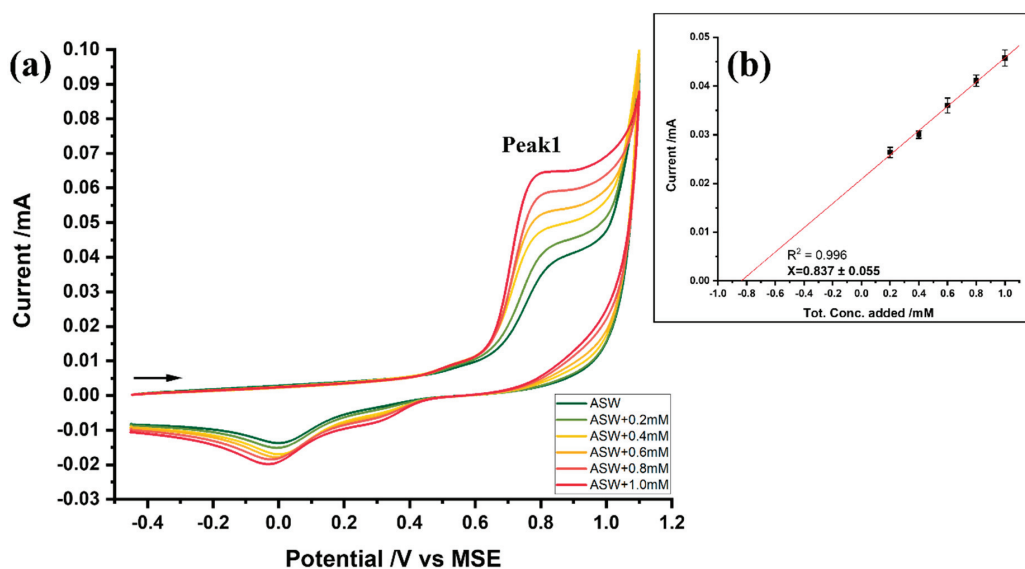 (a)
Peak1
Current /mA
0.10
0.09
0.08
0.07
0.06
0.05
0.04
0.03
0.02
0.01
0.00
-0.01
-0.02
-0.03
-0.4 -0.2 0.0 0.2 0.4 0.6 0.8 1.0 1.2
Potential /V vs MSE
ASW
ASW+0.2mM
ASW+0.4mM
ASW+0.6mM
ASW+0.8mM
ASW+1.0mM
(b)
Current /mA
0.05
0.04
0.03
0.02
0.01
0.00
R² = 0.996
X=0.837 ± 0.055
-1.0 -0.8 -0.6 -0.4 -0.2 0.0 0.2 0.4 0.6 0.8 1.0
Tot. Conc. added /mM